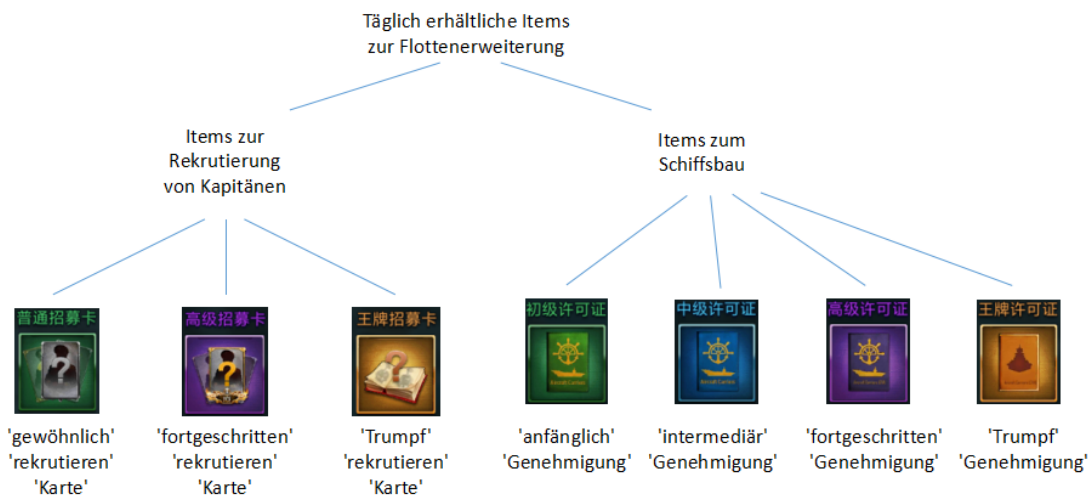 Täglich erhältliche Items
zur Flottenerweiterung
Items zur
Rekrutierung
von Kapitänen
Items zum
Schiffsbau
普通招募卡
高级招募卡
王牌招募卡
初级许可证
中级许可证
高级许可证
王牌许可证
'gewöhnlich'
'rekrutieren'
'Karte'
'fortgeschritten'
'rekrutieren'
'Karte'
'Trumpf'
'rekrutieren'
'Karte'
'anfänglich'
'Genehmigung'
'intermediär'
'Genehmigung'
'fortgeschritten'
'Genehmigung'
'Trumpf'
'Genehmigung'